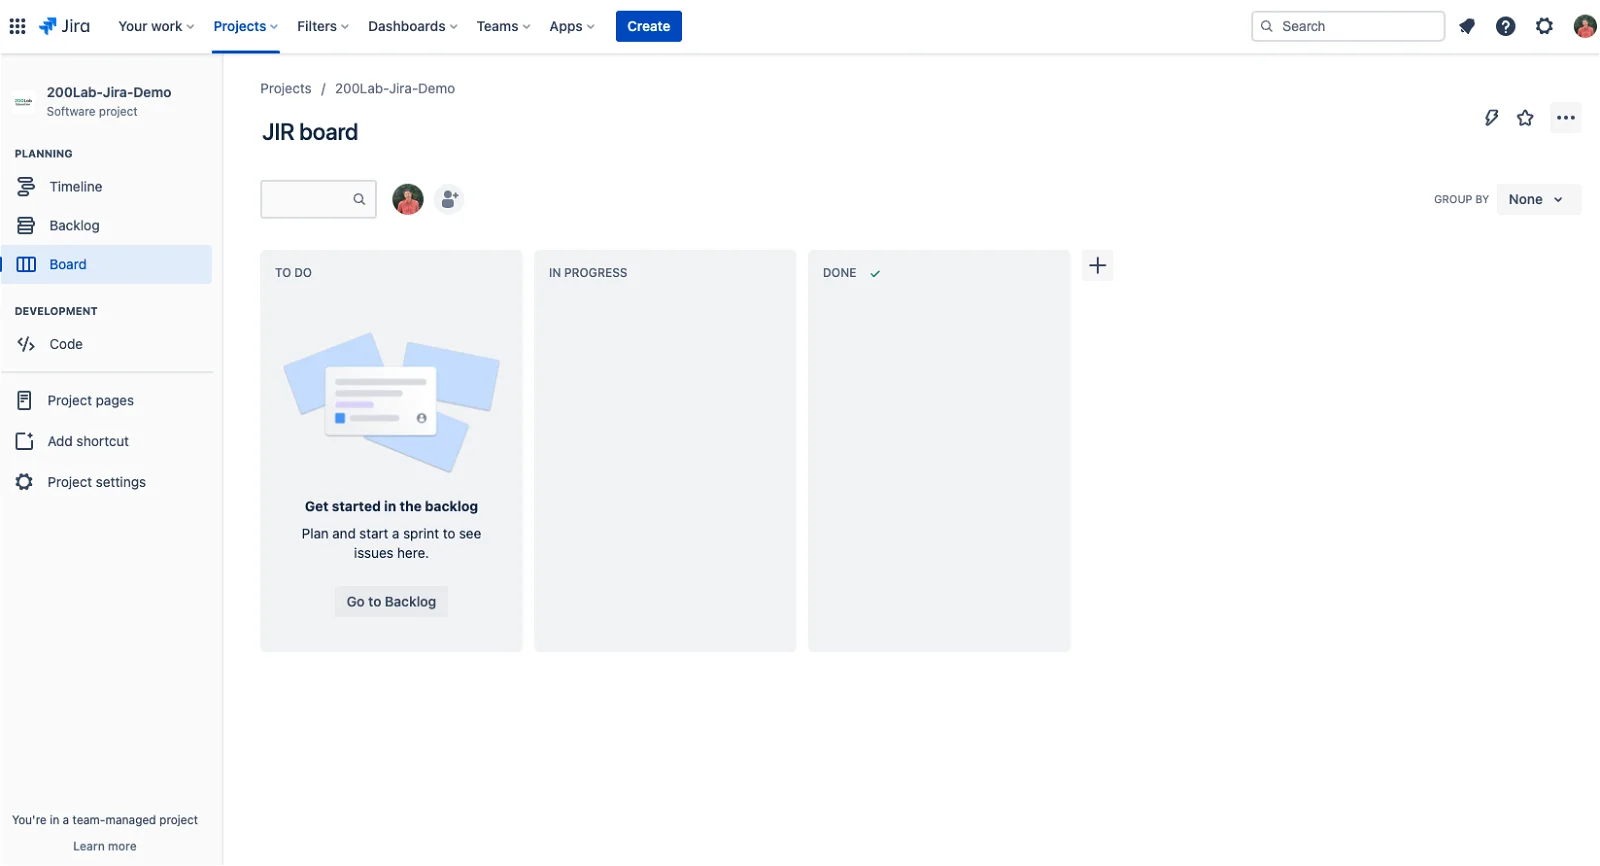 Jira
Your work
Projects
Filters
Dashboards
Teams
Apps
Create
Search
200Lab-Jira-Demo
Software project
PLANNING
Timeline
Backlog
Board
DEVELOPMENT
Code
Project pages
Add shortcut
Project settings
You're in a team-managed project
Learn more
Projects / 200Lab-Jira-Demo
JIR board
GROUP BY
None
TO DO
IN PROGRESS
DONE
Get started in the backlog
Plan and start a sprint to see
issues here.
Go to Backlog